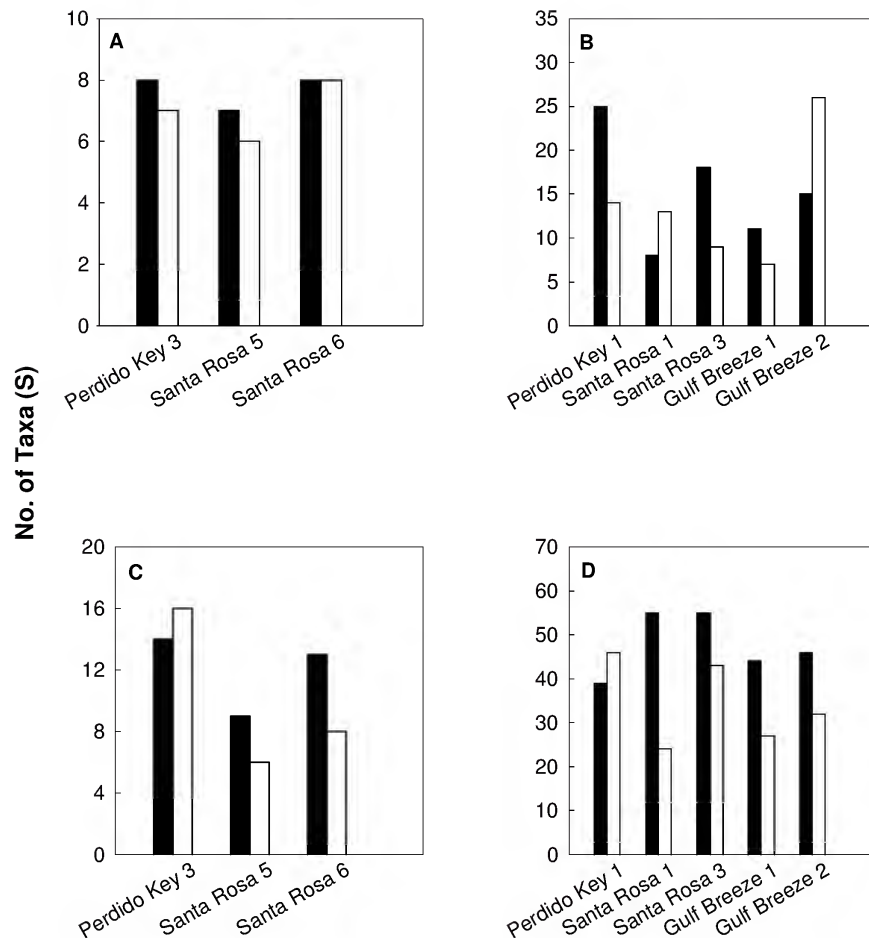 A
10
8
6
4
2
0
Perdido Key 3
Santa Rosa 5
Santa Rosa 6
B
35
30
25
20
15
10
5
0
Perdido Key 1
Santa Rosa 1
Santa Rosa 3
Gulf Breeze 1
Gulf Breeze 2
No. of Taxa (S)
C
20
16
12
8
4
0
Perdido Key 3
Santa Rosa 5
Santa Rosa 6
D
70
60
50
40
30
20
10
0
Perdido Key 1
Santa Rosa 1
Santa Rosa 3
Gulf Breeze 1
Gulf Breeze 2